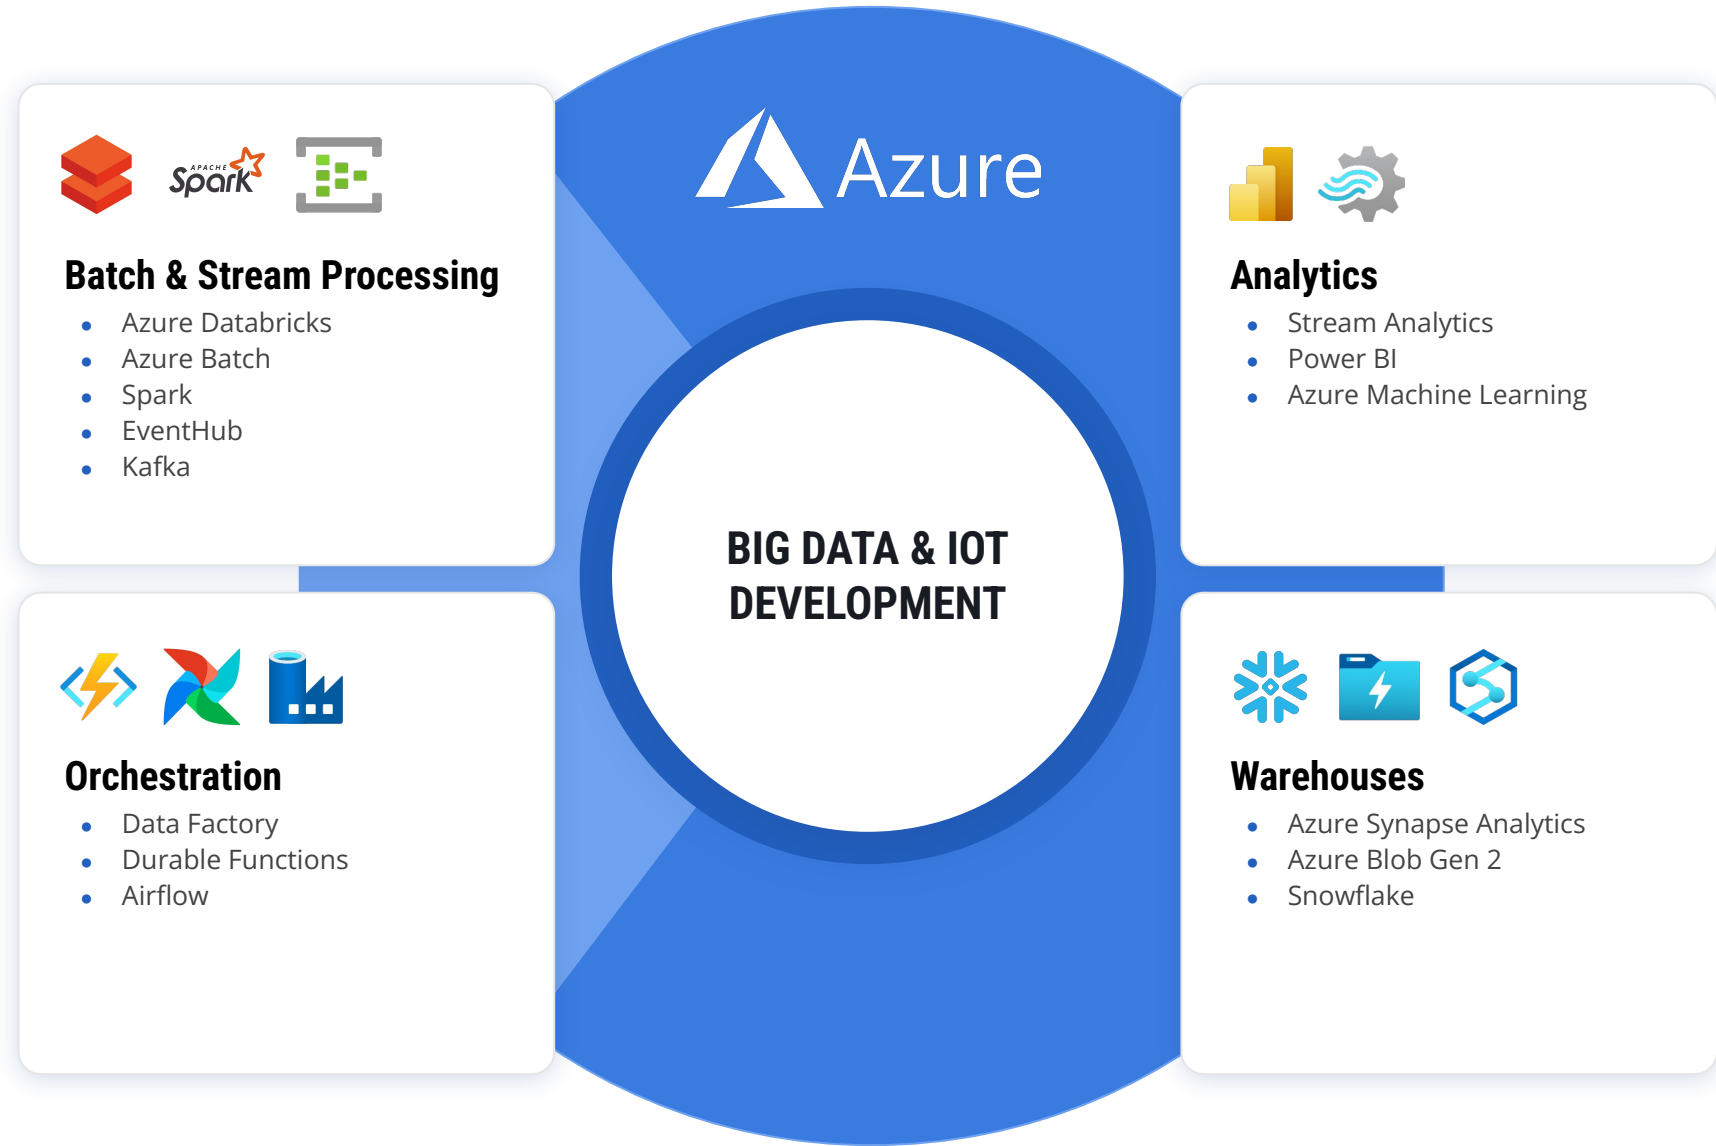 Azure
APACHE
Spark
Batch & Stream Processing
Azure Databricks
Azure Batch
Spark
EventHub
Kafka
Analytics
Stream Analytics
Power BI
Azure Machine Learning
BIG DATA & IOT
DEVELOPMENT
Orchestration
Data Factory
Durable Functions
Airflow
Warehouses
Azure Synapse Analytics
Azure Blob Gen 2
Snowflake